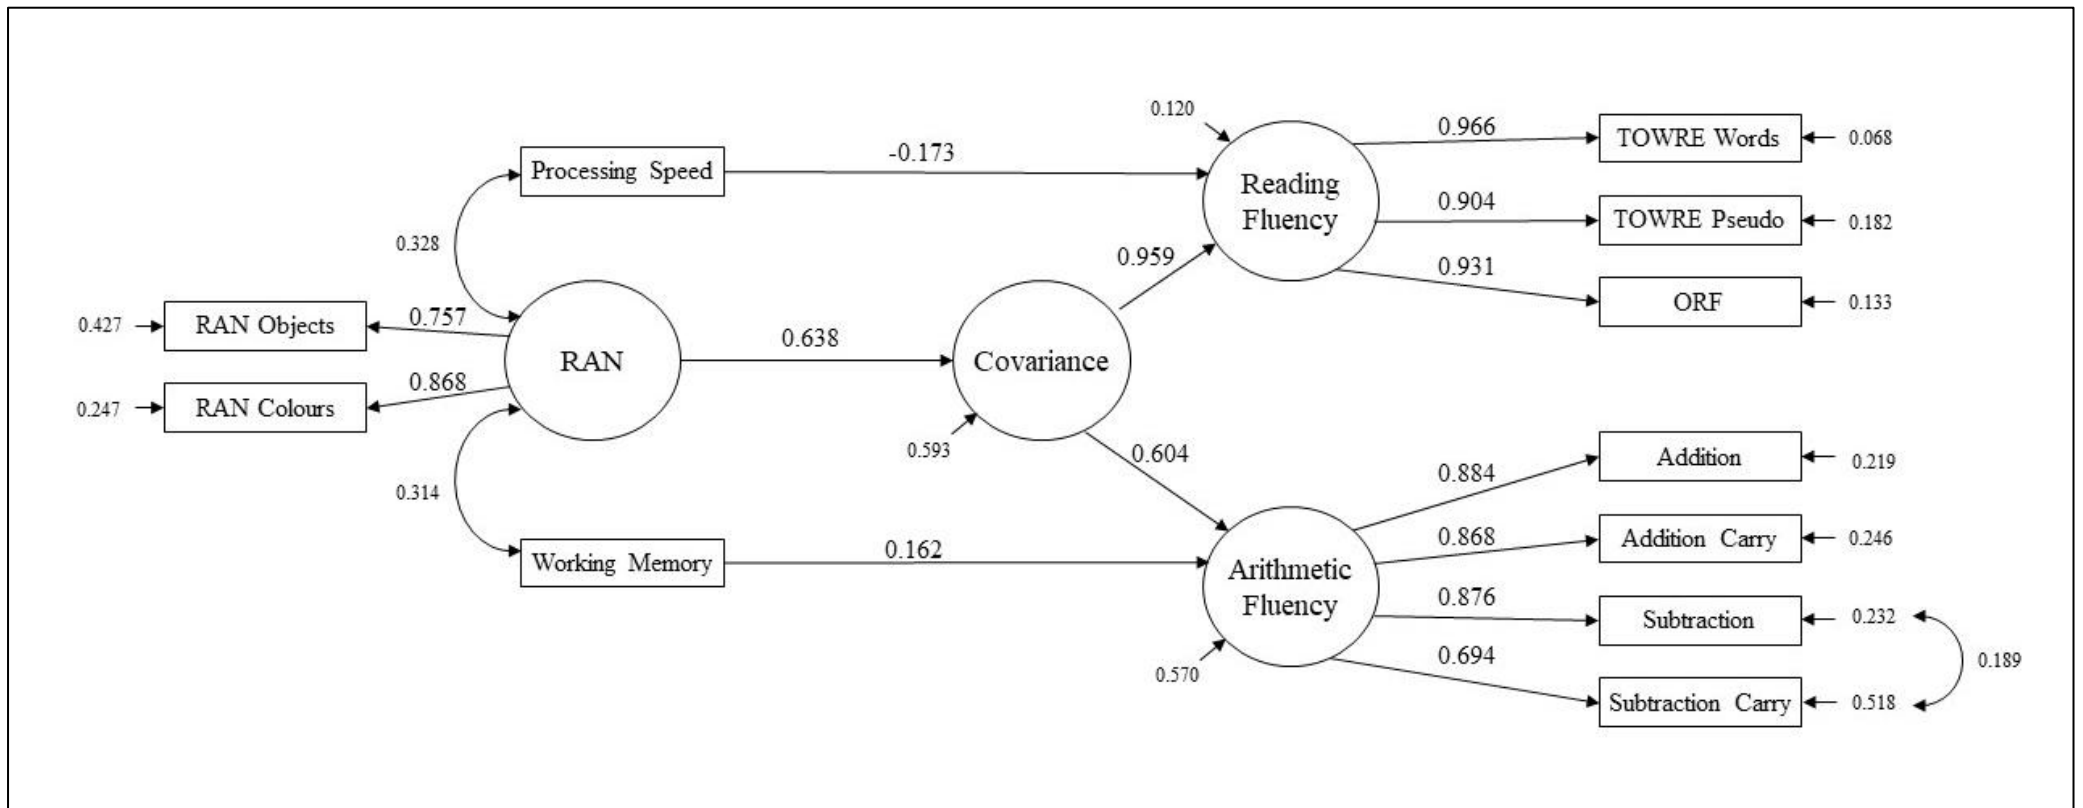 0.120
0.966
TOWRE Words
0.068
-0.173
Processing Speed
Reading
Fluency
0.904
TOWRE Pseudo
0.182
0.328
0.959
0.931
ORF
0.133
0.427
RAN Objects
0.757
0.638
RAN
Covariance
0.247
RAN Colours
0.868
0.593
0.604
0.884
Addition
0.219
0.314
0.868
Addition Carry
0.246
Working Memory
0.162
Arithmetic
Fluency
0.876
Subtraction
0.232
0.189
0.570
0.694
Subtraction Carry
0.518